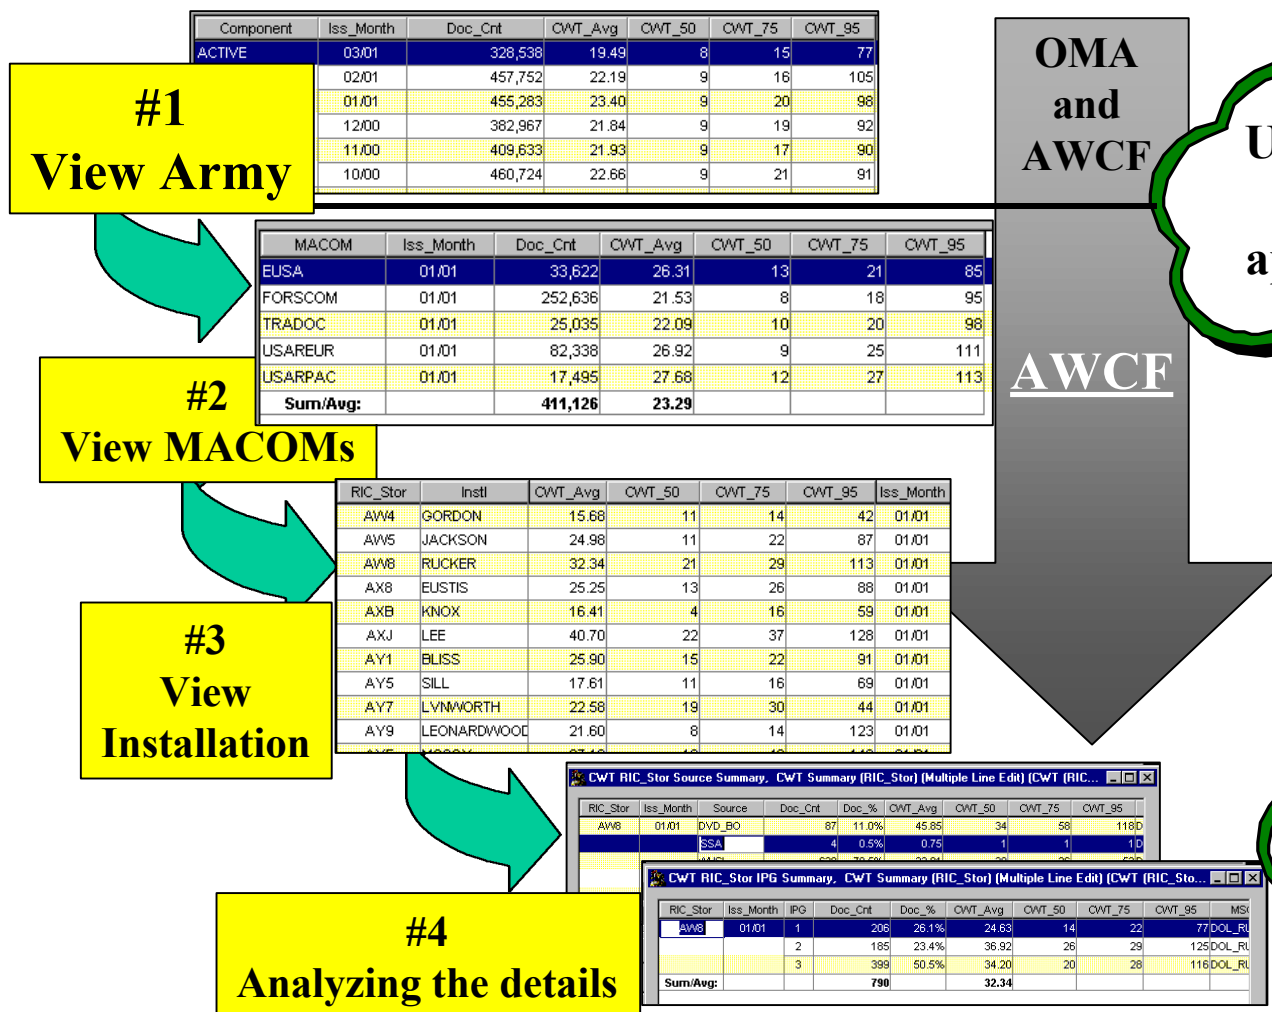 Component Iss_Month Doc_Cnt CWT_Avg CWT_50 CWT_75 CWT_95
ACTIVE 03/01 328,538 19.49 8 15 77
02/01 457,752 22.19 9 16 105
01/01 455,283 23.40 9 20 98
12/00 382,967 21.84 9 19 92
11/00 409,633 21.93 9 17 90
10/00 460,724 22.66 9 21 91
#1
View Army
OMA
and
AWCF
U
ap
AWCF
MACOM Iss_Month Doc_Cnt CWT_Avg CWT_50 CWT_75 CWT_95
EUSA 01/01 33,622 26.31 13 21 85
FORSCOM 01/01 252,636 21.53 8 18 95
TRADOC 01/01 25,035 22.09 10 20 98
USAREUR 01/01 82,338 26.92 9 25 111
USARPAC 01/01 17,495 27.68 12 27 113
Sum/Avg: 411,126 23.29
#2
View MACOMs
RIC_Stor Instl CWT_Avg CWT_50 CWT_75 CWT_95 Iss_Month
AW4 GORDON 15.68 11 14 42 01/01
AW5 JACKSON 24.98 11 22 87 01/01
AW8 RUCKER 32.34 21 29 113 01/01
AX8 EUSTIS 25.25 13 26 88 01/01
AXB KNOX 16.41 4 16 59 01/01
AXJ LEE 40.70 22 37 128 01/01
AY1 BLISS 25.90 15 22 91 01/01
AY5 SILL 17.61 11 16 69 01/01
AY7 LVNWORTH 22.58 19 30 44 01/01
AY9 LEONARDWOOD 21.60 8 14 123 01/01
#3
View
Installation
CWT RIC_Stor Source Summary, CWT Summary (RIC_Stor) (Multiple Line Edit) (CWT (RIC...
RIC_Stor Iss_Month Source Doc_Cnt Doc_% CWT_Avg CWT_50 CWT_75 CWT_95
AW8 01/01 DVD_BO 87 11.0% 45.85 34 58 118 D
SSA 4 0.5% 0.75 1 1 1 D
CWT RIC_Stor IPG Summary, CWT Summary (RIC_Stor) (Multiple Line Edit) (CWT (RIC_Sto...
RIC_Stor Iss_Month IPG Doc_Cnt Doc_% CWT_Avg CWT_50 CWT_75 CWT_95 MSC
AW8 01/01 1 206 26.1% 24.63 14 22 77 DOL_RU
2 185 23.4% 36.92 26 29 125 DOL_RU
3 399 50.5% 34.20 20 28 116 DOL_RU
Sum/Avg: 790 32.34
#4
Analyzing the details